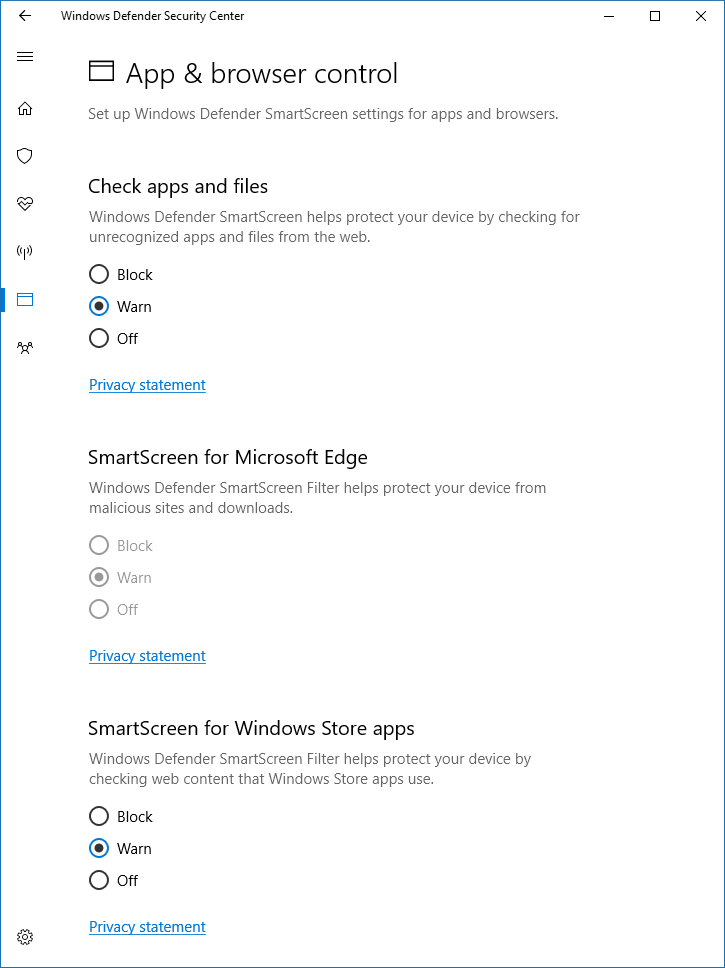 Windows Defender Security Center
App & browser control
Set up Windows Defender SmartScreen settings for apps and browsers.
Check apps and files
Windows Defender SmartScreen helps protect your device by checking for
unrecognized apps and files from the web.
Block
Warn
Off
Privacy statement
SmartScreen for Microsoft Edge
Windows Defender SmartScreen Filter helps protect your device from
malicious sites and downloads.
Block
Warn
Off
Privacy statement
SmartScreen for Windows Store apps
Windows Defender SmartScreen Filter helps protect your device by
checking web content that Windows Store apps use.
Block
Warn
Off
Privacy statement